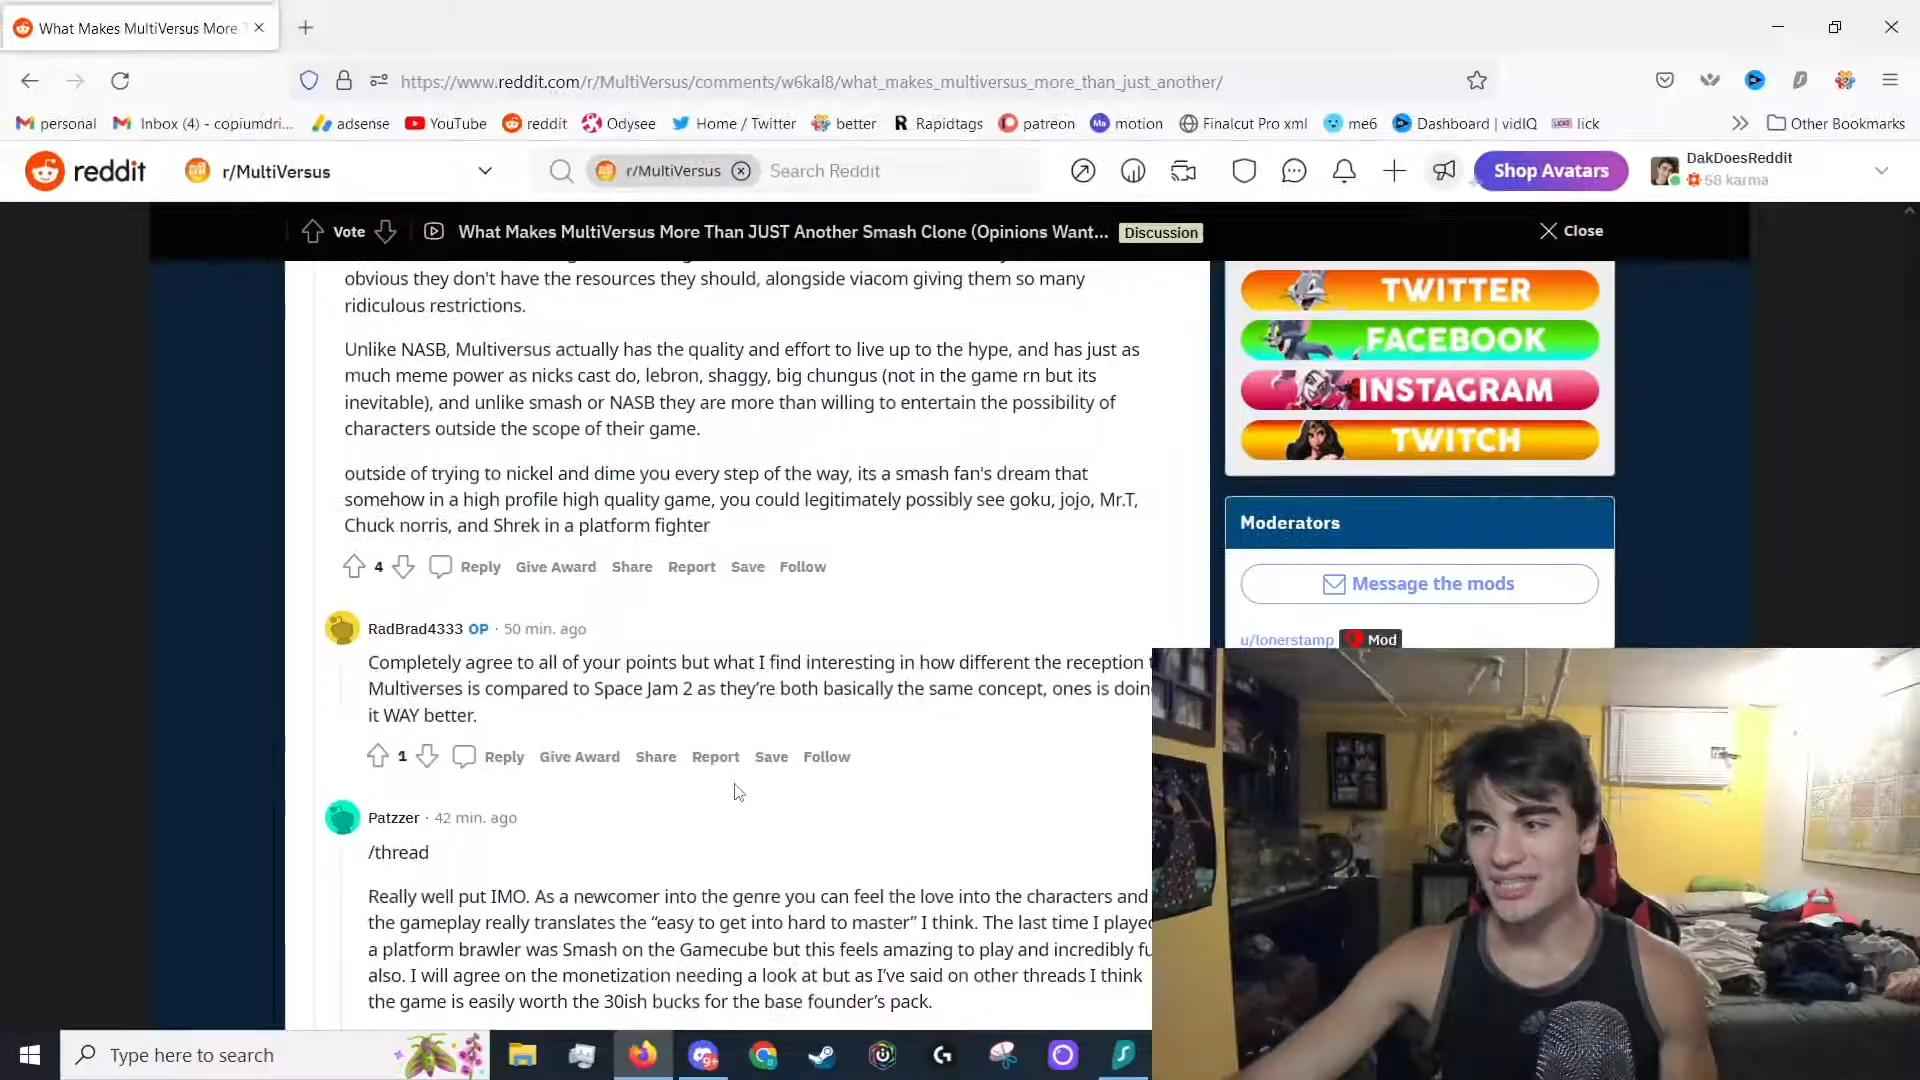 What Makes MultiVersus More
https://www.reddit.com/r/MultiVersus/comments/w6kal8/what_makes_multiversus_more_than_just_another/
personal
Inbox (4) - copiumdri...
adsense
YouTube
reddit
Odysee
Home / Twitter
better
Rapidtags
patreon
motion
Finalcut Pro xml
me6
Dashboard | vidIQ
lick
Other Bookmarks
reddit
r/MultiVersus
r/MultiVersus
Search Reddit
Shop Avatars
DakDoesReddit
58 karma
Vote
What Makes MultiVersus More Than JUST Another Smash Clone (Opinions Want...
Discussion
Close
obvious they don't have the resources they should, alongside viacom giving them so many
ridiculous restrictions.
Unlike NASB, Multiversus actually has the quality and effort to live up to the hype, and has just as
much meme power as nicks cast do, lebron, shaggy, big chungus (not in the game rn but its
inevitable), and unlike smash or NASB they are more than willing to entertain the possibility of
characters outside the scope of their game.
outside of trying to nickel and dime you every step of the way, its a smash fan's dream that
somehow in a high profile high quality game, you could legitimately possibly see goku, jojo, Mr.T,
Chuck norris, and Shrek in a platform fighter
4 Reply Give Award Share Report Save Follow
RadBrad4333 OP · 50 min. ago
Completely agree to all of your points but what I find interesting in how different the reception
Multiverses is compared to Space Jam 2 as they're both basically the same concept, ones is doin
it WAY better.
1 Reply Give Award Share Report Save Follow
Patzzer · 42 min. ago
/thread
Really well put IMO. As a newcomer into the genre you can feel the love into the characters and
the gameplay really translates the “easy to get into hard to master” I think. The last time I playe
a platform brawler was Smash on the Gamecube but this feels amazing to play and incredibly fu
also. I will agree on the monetization needing a look at but as I've said on other threads I think
the game is easily worth the 30ish bucks for the base founder's pack.
TWITTER
FACEBOOK
INSTAGRAM
TWITCH
Moderators
Message the mods
u/lonerstamp Mod
Type here to search
9+